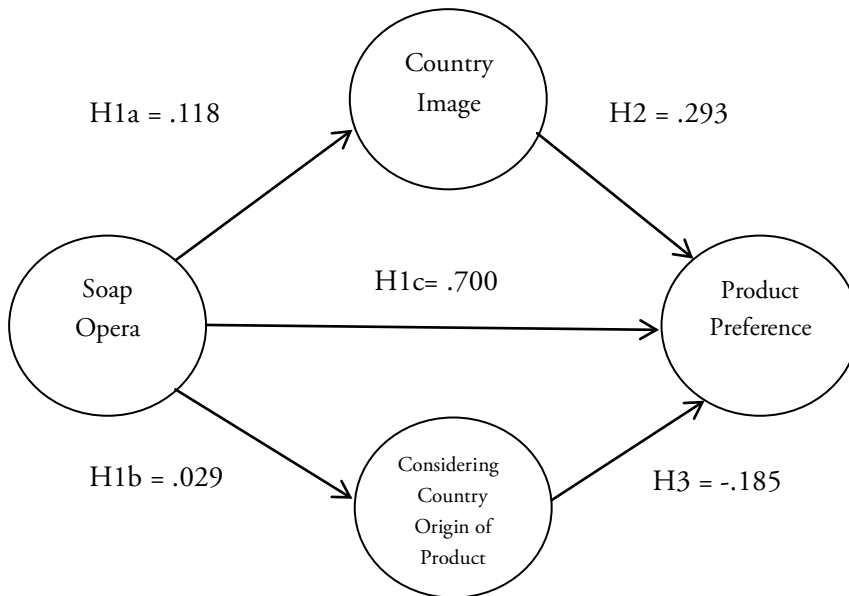 Country
Image
H1a = .118
H2 = .293
Soap
Opera
H1c= .700
Product
Preference
H1b = .029
Considering
Country
Origin of
Product
H3 = -.185